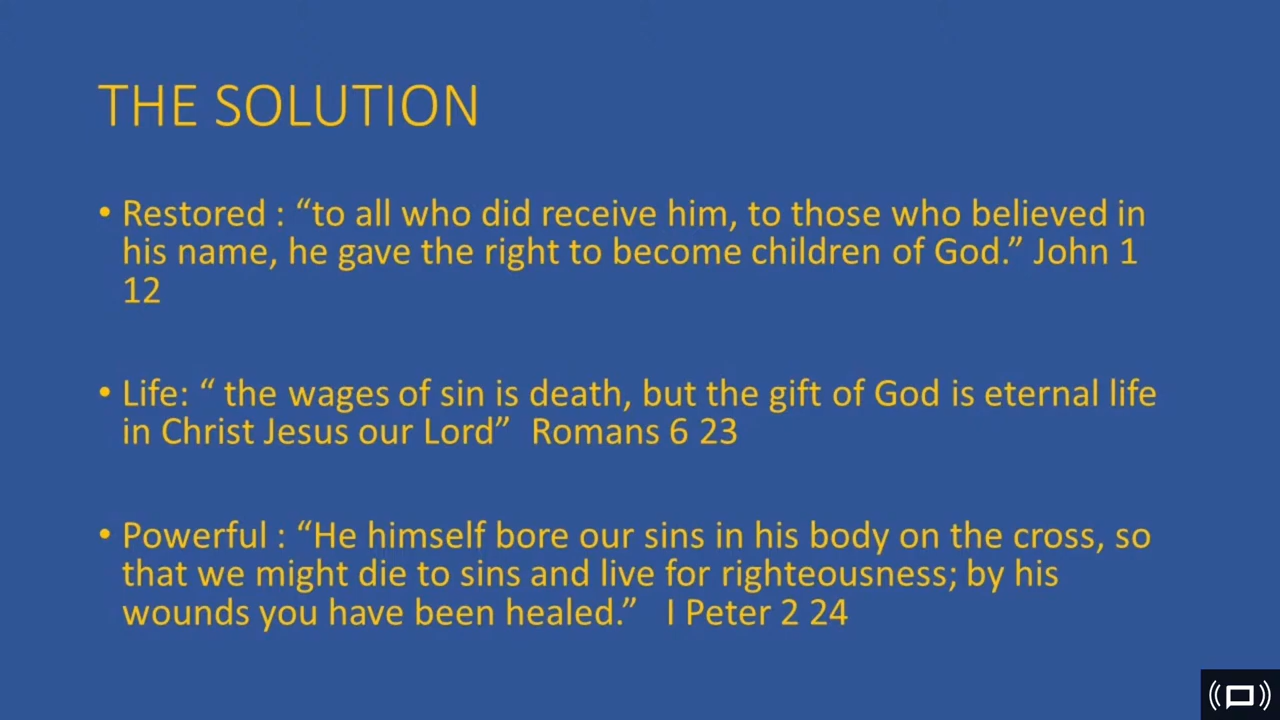 THE SOLUTION
• Restored : “to all who did receive him, to those who believed in
his name, he gave the right to become children of God.” John 1
12
• Life: “ the wages of sin is death, but the gift of God is eternal life
in Christ Jesus our Lord”  Romans 6 23
• Powerful : “He himself bore our sins in his body on the cross, so
that we might die to sins and live for righteousness; by his
wounds you have been healed.”   I Peter 2 24